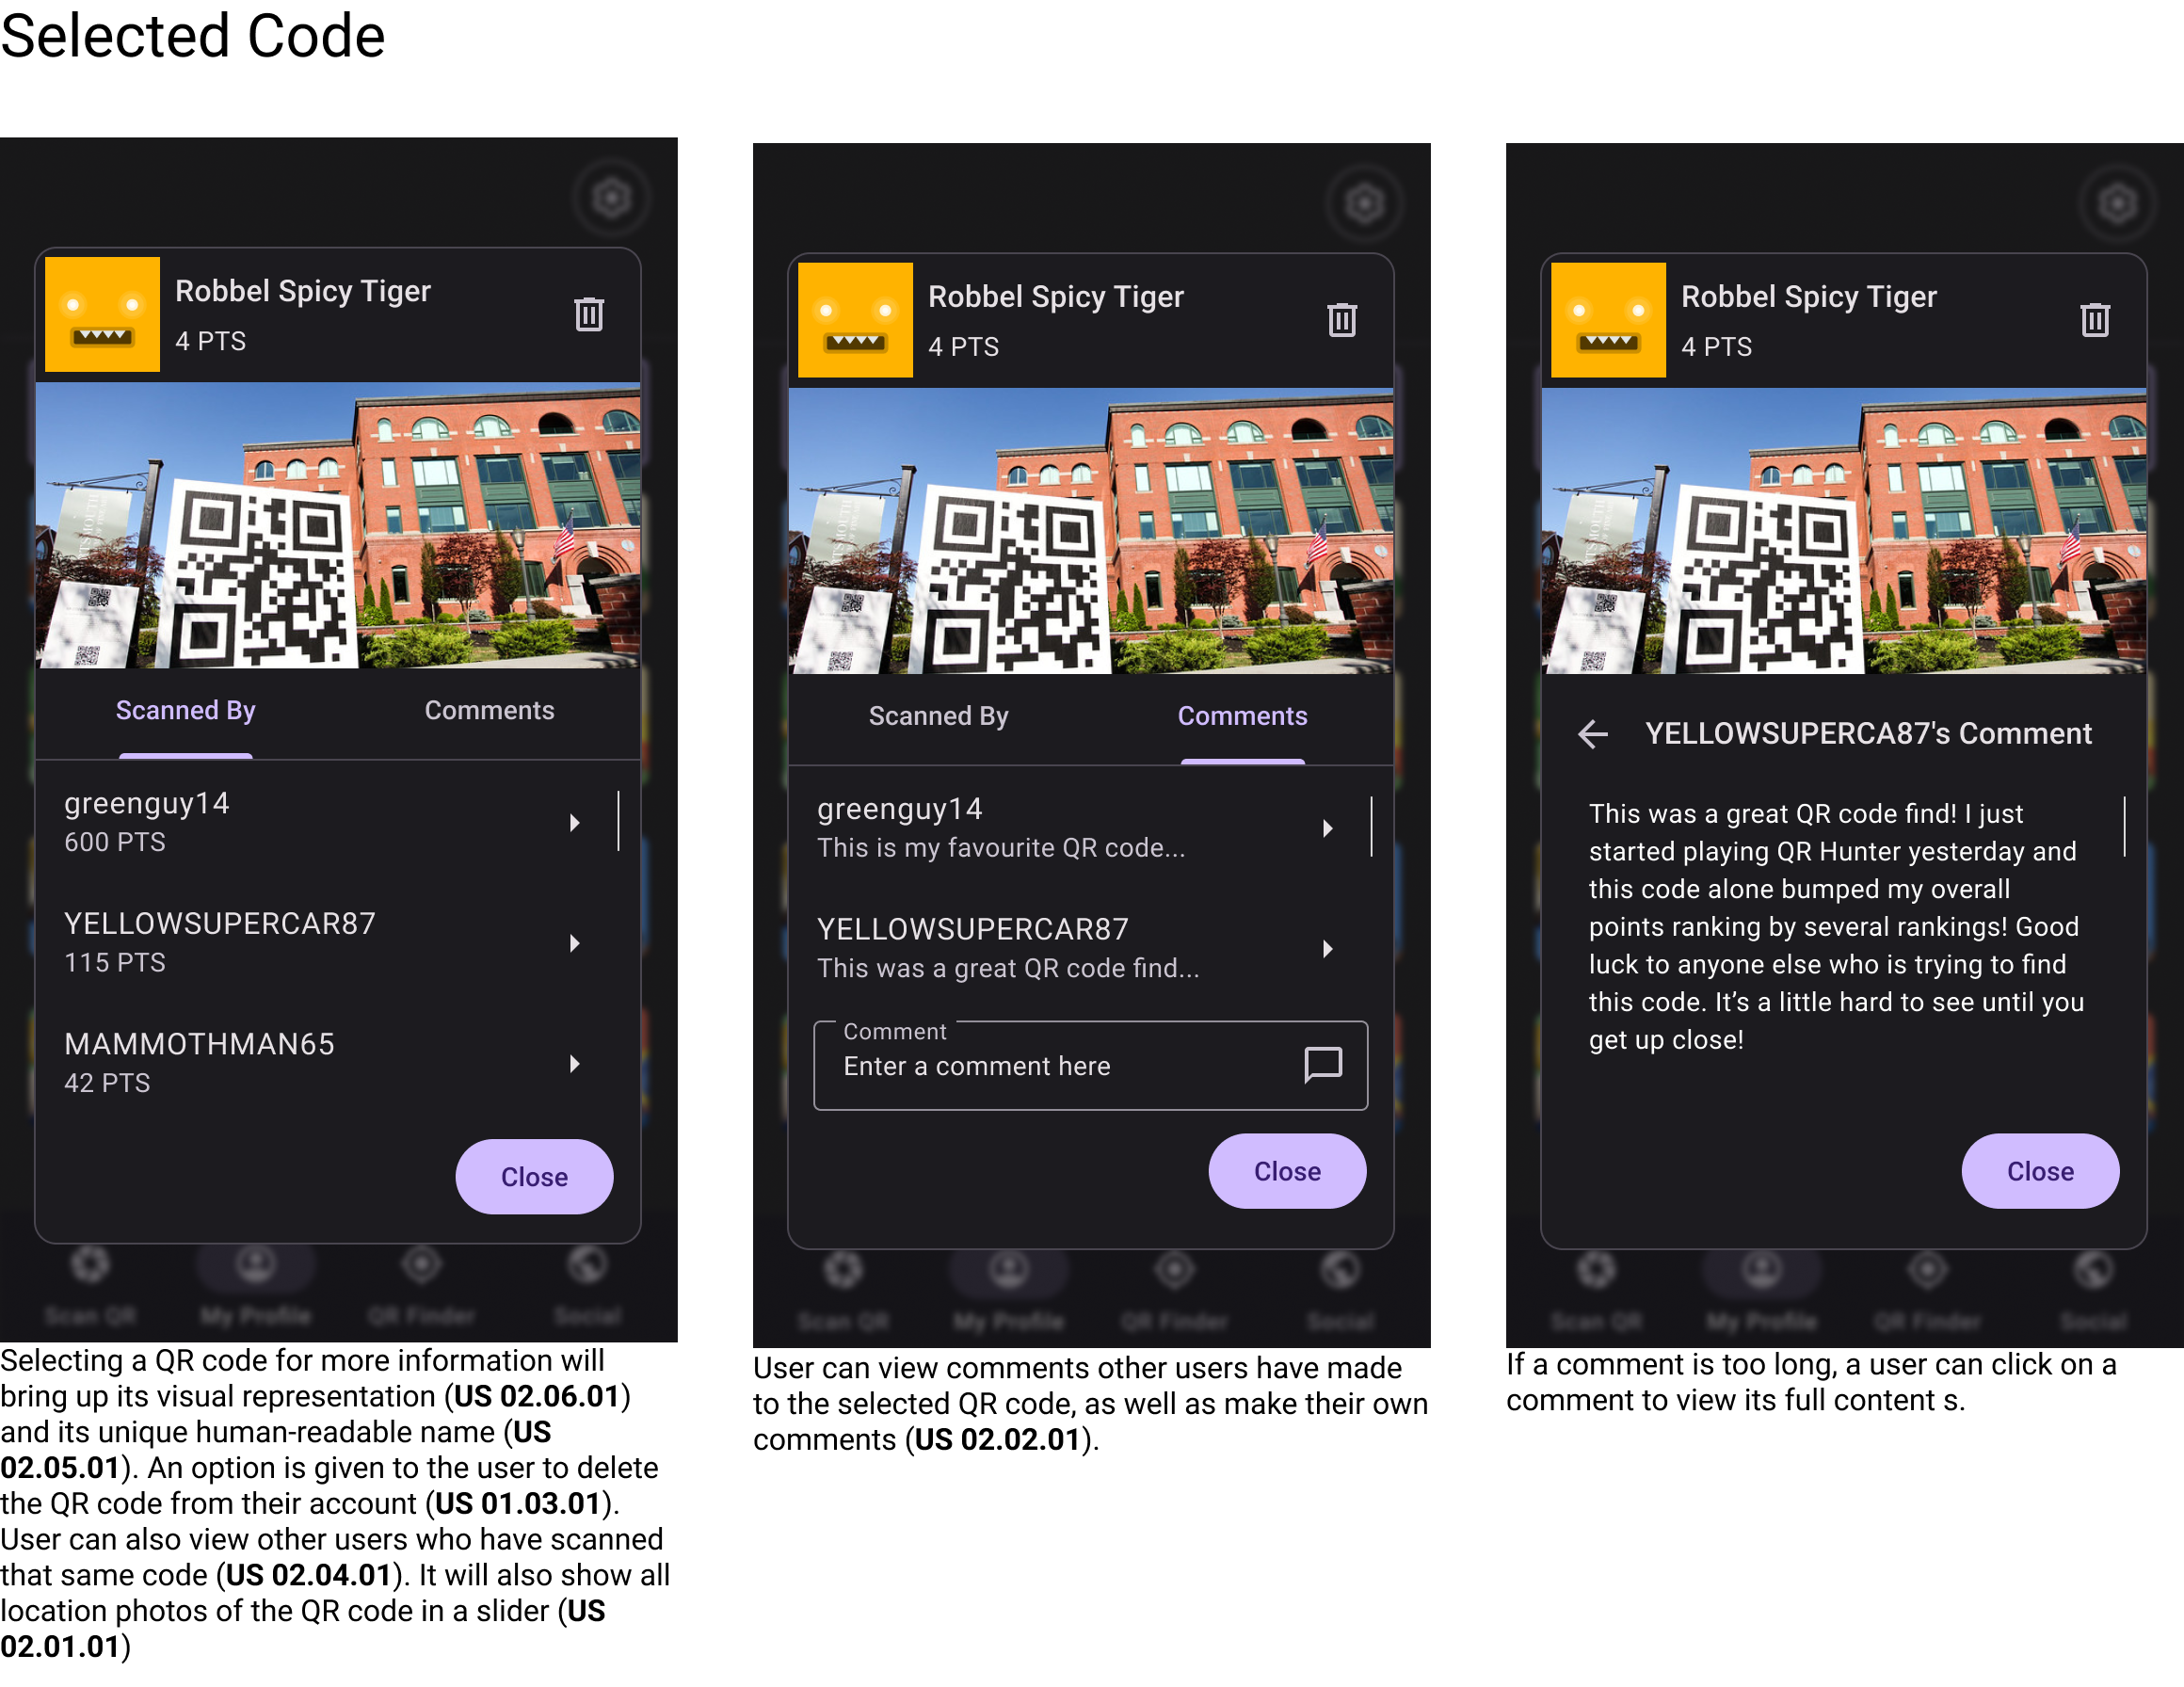 Selected Code
Robbel Spicy Tiger
4 PTS
Scanned By
Comments
greenguy14
600 PTS
YELLOWSUPERCAR87
115 PTS
MAMMOTHMAN65
42 PTS
Close
Scan QR
My Profile
QR Finder
Social
Selecting a QR code for more information will
bring up its visual representation (US 02.06.01)
and its unique human-readable name (US
02.05.01). An option is given to the user to delete
the QR code from their account (US 01.03.01).
User can also view other users who have scanned
that same code (US 02.04.01). It will also show all
location photos of the QR code in a slider (US
02.01.01)
Robbel Spicy Tiger
4 PTS
Scanned By
Comments
greenguy14
This is my favourite QR code...
YELLOWSUPERCAR87
This was a great QR code find...
Comment
Enter a comment here
Close
Scan QR
My Profile
QR Finder
Social
User can view comments other users have made
to the selected QR code, as well as make their own
comments (US 02.02.01).
Robbel Spicy Tiger
4 PTS
YELLOWSUPERCA87's Comment
This was a great QR code find! I just
started playing QR Hunter yesterday and
this code alone bumped my overall
points ranking by several rankings! Good
luck to anyone else who is trying to find
this code. It’s a little hard to see until you
get up close!
Close
Scan QR
My Profile
QR Finder
Social
If a comment is too long, a user can click on a
comment to view its full content s.